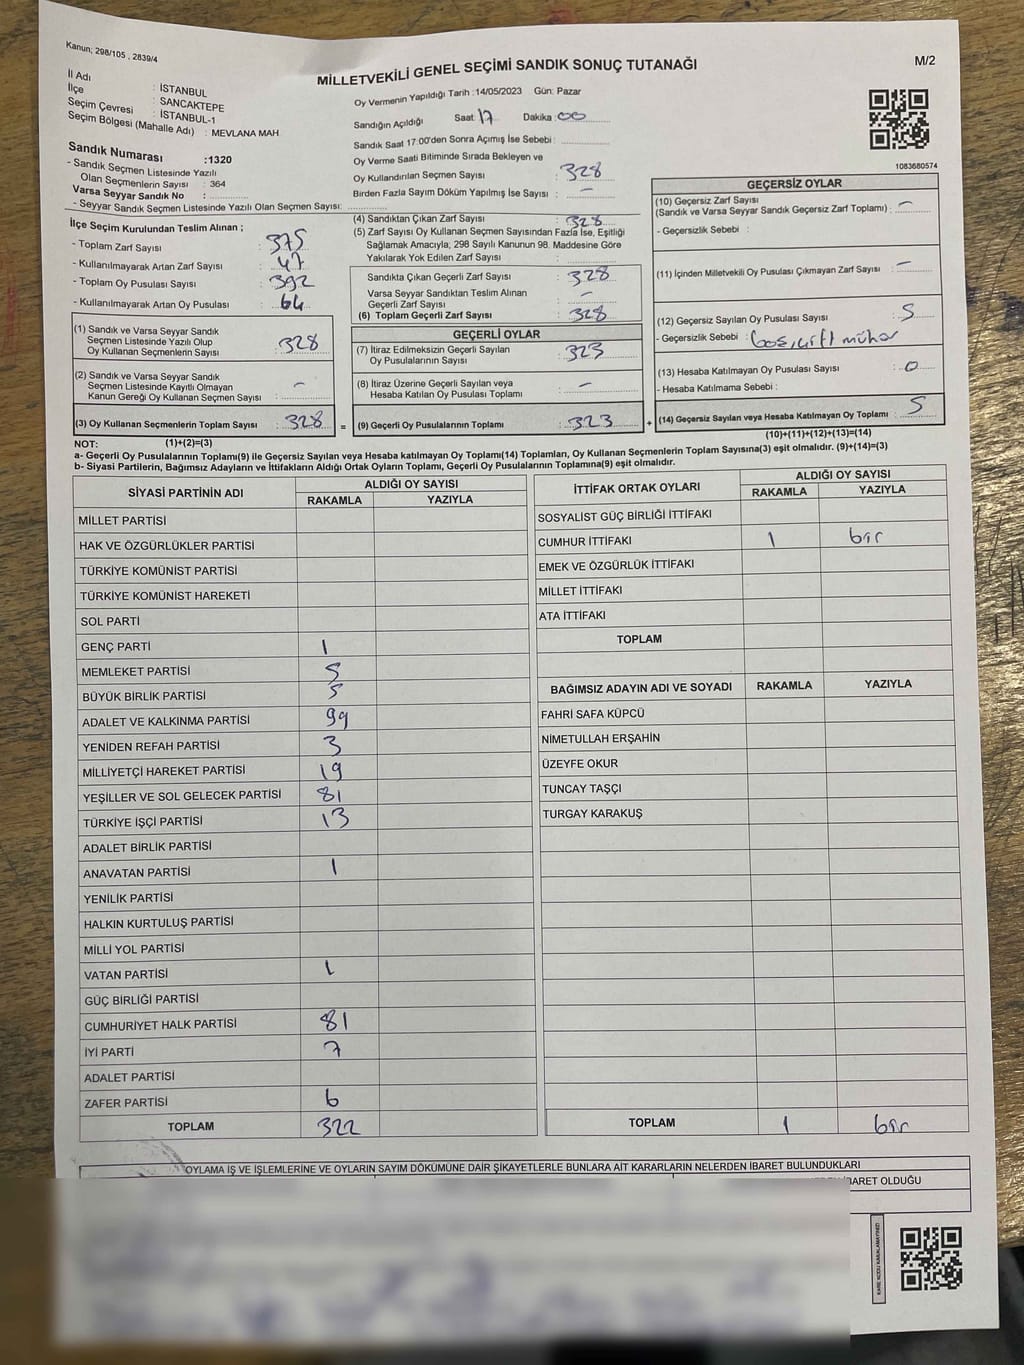 Kanun; 298/105 , 2839/4
MİLLETVEKİLİ GENEL SEÇİMİ SANDIK SONUÇ TUTANAĞI
M/2
İl Adı : İSTANBUL
İlçe : SANCAKTEPE
Seçim Çevresi : İSTANBUL-1
Seçim Bölgesi (Mahalle Adı) : MEVLANA MAH
Sandık Numarası :1320
- Sandık Seçmen Listesinde Yazılı
Olan Seçmenlerin Sayısı : 364
Varsa Seyyar Sandık No :
- Seyyar Sandık Seçmen Listesinde Yazılı Olan Seçmen Sayısı:
Oy Vermenin Yapıldığı Tarih :14/05/2023 Gün: Pazar
Sandığın Açıldığı Saat: 17 Dakika: 00
Sandık Saat 17:00'den Sonra Açımış İse Sebebi :
Oy Verme Saati Bitiminde Sırada Bekleyen ve
Oy Kullandırılan Seçmen Sayısı : 328
Birden Fazla Sayım Döküm Yapılmış İse Sayısı : -
1083680574
İlçe Seçim Kurulundan Teslim Alınan ;
- Toplam Zarf Sayısı : 375
- Kullanılmayarak Artan Zarf Sayısı : 47
- Toplam Oy Pusulası Sayısı : 392
- Kullanılmayarak Artan Oy Pusulası : 64
(4) Sandıktan Çıkan Zarf Sayısı : 328
(5) Zarf Sayısı Oy Kullanan Seçmen Sayısından Fazla İse, Eşitliği
Sağlamak Amacıyla; 298 Sayılı Kanunun 98. Maddesine Göre
Yakılarak Yok Edilen Zarf Sayısı :
Sandıkta Çıkan Geçerli Zarf Sayısı : 328
Varsa Seyyar Sandıktan Teslim Alınan
Geçerli Zarf Sayısı : -
(6) Toplam Geçerli Zarf Sayısı : 328
GEÇERSİZ OYLAR
(10) Geçersiz Zarf Sayısı
(Sandık ve Varsa Seyyar Sandık Geçersiz Zarf Toplamı) : -
- Geçersizlik Sebebi :
(11) İçinden Milletvekili Oy Pusulası Çıkmayan Zarf Sayısı : -
(12) Geçersiz Sayılan Oy Pusulası Sayısı : 5
- Geçersizlik Sebebi : boş, çift mühür
(13) Hesaba Katılmayan Oy Pusulası Sayısı : 0
- Hesaba Katılmama Sebebi :
(14) Geçersiz Sayılan veya Hesaba Katılmayan Oy Toplamı : 5
(10)+(11)+(12)+(13)=(14)
(1) Sandık ve Varsa Seyyar Sandık
Seçmen Listesinde Yazılı Olup
Oy Kullanan Seçmenlerin Sayısı : 328
(2) Sandık ve Varsa Seyyar Sandık
Seçmen Listesinde Kayıtlı Olmayan
Kanun Gereği Oy Kullanan Seçmen Sayısı : -
(3) Oy Kullanan Seçmenlerin Toplam Sayısı : 328 =
GEÇERLİ OYLAR
(7) İtiraz Edilmeksizin Geçerli Sayılan
Oy Pusulalarının Sayısı : 323
(8) İtiraz Üzerine Geçerli Sayılan veya
Hesaba Katılan Oy Pusulası Toplamı : -
(9) Geçerli Oy Pusulalarının Toplamı : 323 +
NOT: (1)+(2)=(3)
a- Geçerli Oy Pusulalarının Toplamı(9) ile Geçersiz Sayılan veya Hesaba katılmayan Oy Toplamı(14) Toplamları, Oy Kullanan Seçmenlerin Toplam Sayısına(3) eşit olmalıdır. (9)+(14)=(3)
b- Siyasi Partilerin, Bağımsız Adayların ve İttifakların Aldığı Ortak Oyların Toplamı, Geçerli Oy Pusulalarının Toplamına(9) eşit olmalıdır.
SİYASİ PARTİNİN ADI ALDIĞI OY SAYISI
RAKAMLA YAZIYLA
MİLLET PARTİSİ
HAK VE ÖZGÜRLÜKLER PARTİSİ
TÜRKİYE KOMÜNİST PARTİSİ
TÜRKİYE KOMÜNİST HAREKETİ
SOL PARTİ
GENÇ PARTİ 1
MEMLEKET PARTİSİ 5
BÜYÜK BİRLİK PARTİSİ 5
ADALET VE KALKINMA PARTİSİ 99
YENİDEN REFAH PARTİSİ 3
MİLLİYETÇİ HAREKET PARTİSİ 19
YEŞİLLER VE SOL GELECEK PARTİSİ 81
TÜRKİYE İŞÇİ PARTİSİ 13
ADALET BİRLİK PARTİSİ
ANAVATAN PARTİSİ 1
YENİLİK PARTİSİ
HALKIN KURTULUŞ PARTİSİ
MİLLİ YOL PARTİSİ
VATAN PARTİSİ 1
GÜÇ BİRLİĞİ PARTİSİ
CUMHURİYET HALK PARTİSİ 81
İYİ PARTİ 7
ADALET PARTİSİ
ZAFER PARTİSİ 6
TOPLAM 322
İTTİFAK ORTAK OYLARI ALDIĞI OY SAYISI
RAKAMLA YAZIYLA
SOSYALİST GÜÇ BİRLİĞİ İTTİFAKI
CUMHUR İTTİFAKI 1 bir
EMEK VE ÖZGÜRLÜK İTTİFAKI
MİLLET İTTİFAKI
ATA İTTİFAKI
TOPLAM
BAĞIMSIZ ADAYIN ADI VE SOYADI RAKAMLA YAZIYLA
FAHRİ SAFA KÜPCÜ
NİMETULLAH ERŞAHİN
ÜZEYFE OKUR
TUNCAY TAŞÇI
TURGAY KARAKUŞ
TOPLAM 1 bir
OYLAMA İŞ VE İŞLEMLERİNE VE OYLARIN SAYIM DÖKÜMÜNE DAİR ŞİKAYETLERLE BUNLARA AİT KARARLARIN NELERDEN İBARET BULUNDUKLARI
İBARET OLDUĞU
KARE KODU KARALAMAYINIZ!